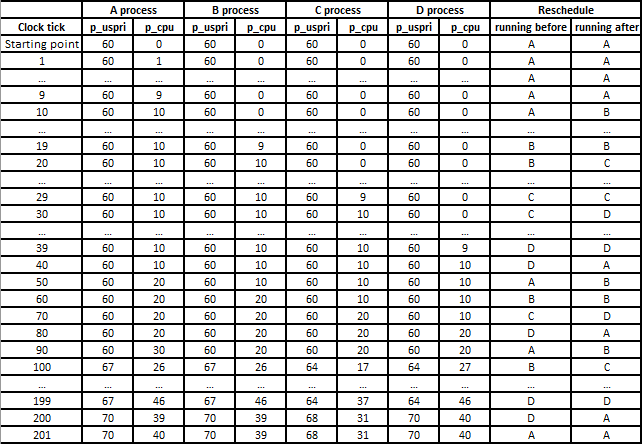 A process B process C process D process Reschedule
Clock tick p_uspri p_cpu p_uspri p_cpu p_uspri p_cpu p_uspri p_cpu running before running after
Starting point 60 0 60 0 60 0 60 0 A A
1 60 1 60 0 60 0 60 0 A A
... ... ... ... ... ... ... ... ... A A
9 60 9 60 0 60 0 60 0 A A
10 60 10 60 0 60 0 60 0 A B
... ... ... ... ... ... ... ... ... ... ...
19 60 10 60 9 60 0 60 0 B B
20 60 10 60 10 60 0 60 0 B C
... ... ... ... ... ... ... ... ... ... ...
29 60 10 60 10 60 9 60 0 C C
30 60 10 60 10 60 10 60 0 C D
... ... ... ... ... ... ... ... ... ... ...
39 60 10 60 10 60 10 60 9 D D
40 60 10 60 10 60 10 60 10 D A
50 60 20 60 10 60 10 60 10 A B
60 60 20 60 20 60 10 60 10 B B
70 60 20 60 20 60 20 60 10 C D
80 60 20 60 20 60 20 60 20 D A
90 60 30 60 20 60 20 60 20 A B
100 67 26 67 26 64 17 64 27 B C
... ... ... ... ... ... ... ... ... ... ...
199 67 46 67 46 64 37 64 46 D D
200 70 39 70 39 68 31 70 40 D A
201 70 40 70 39 68 31 70 40 A A